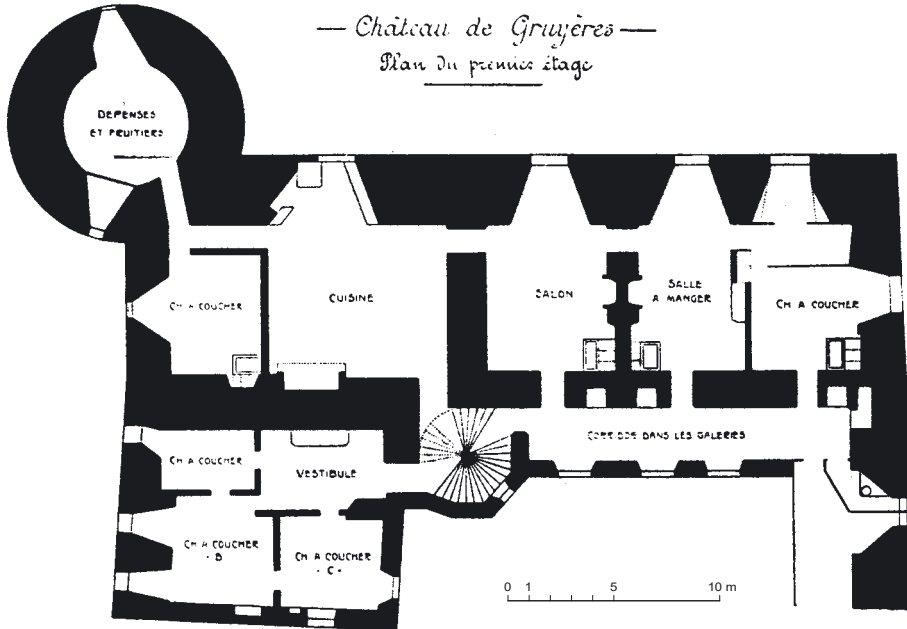 — Château de Gruyères —
Plan du premier étage
DEPENSES
ET FRUITIERS
CH A COUCHER
CUISINE
SALON
SALLE
A MANGER
CH A COUCHER
CORRIDOR DANS LES GALERIES
CH A COUCHER
VESTIBULE
CH A COUCHER
- B
CH A COUCHER
- C -
0 1 5 10 m